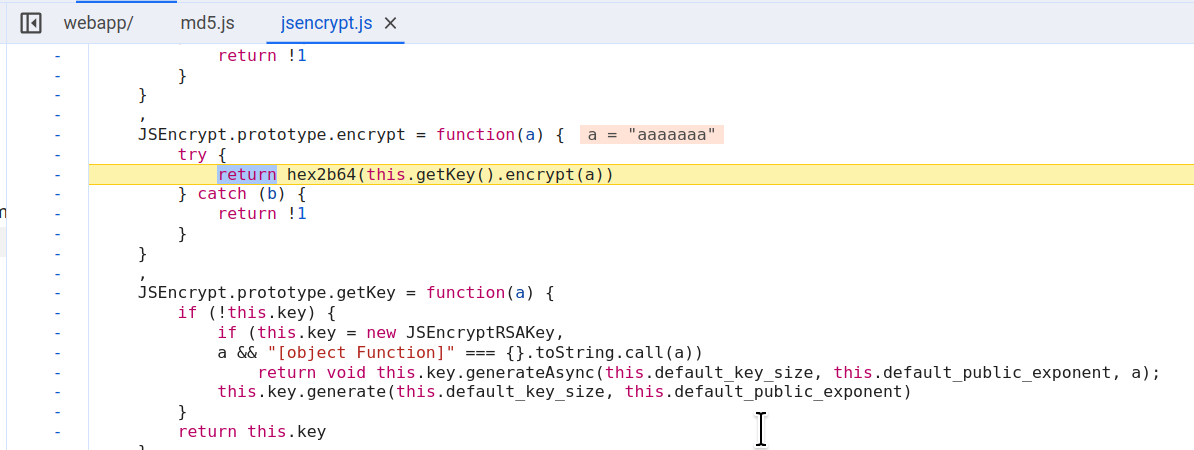 webapp/ md5.js jsencrypt.js ×
- return !1
- }
- }
- ,
- JSEncrypt.prototype.encrypt = function(a) { a = "aaaaaaa"
- try {
- return hex2b64(this.getKey().encrypt(a))
- } catch (b) {
- return !1
- }
- }
- ,
- JSEncrypt.prototype.getKey = function(a) {
- if (!this.key) {
- if (this.key = new JSEncryptRSAKey,
- a && "[object Function]" === {}.toString.call(a))
- return void this.key.generateAsync(this.default_key_size, this.default_public_exponent, a);
- this.key.generate(this.default_key_size, this.default_public_exponent)
- }
- return this.key